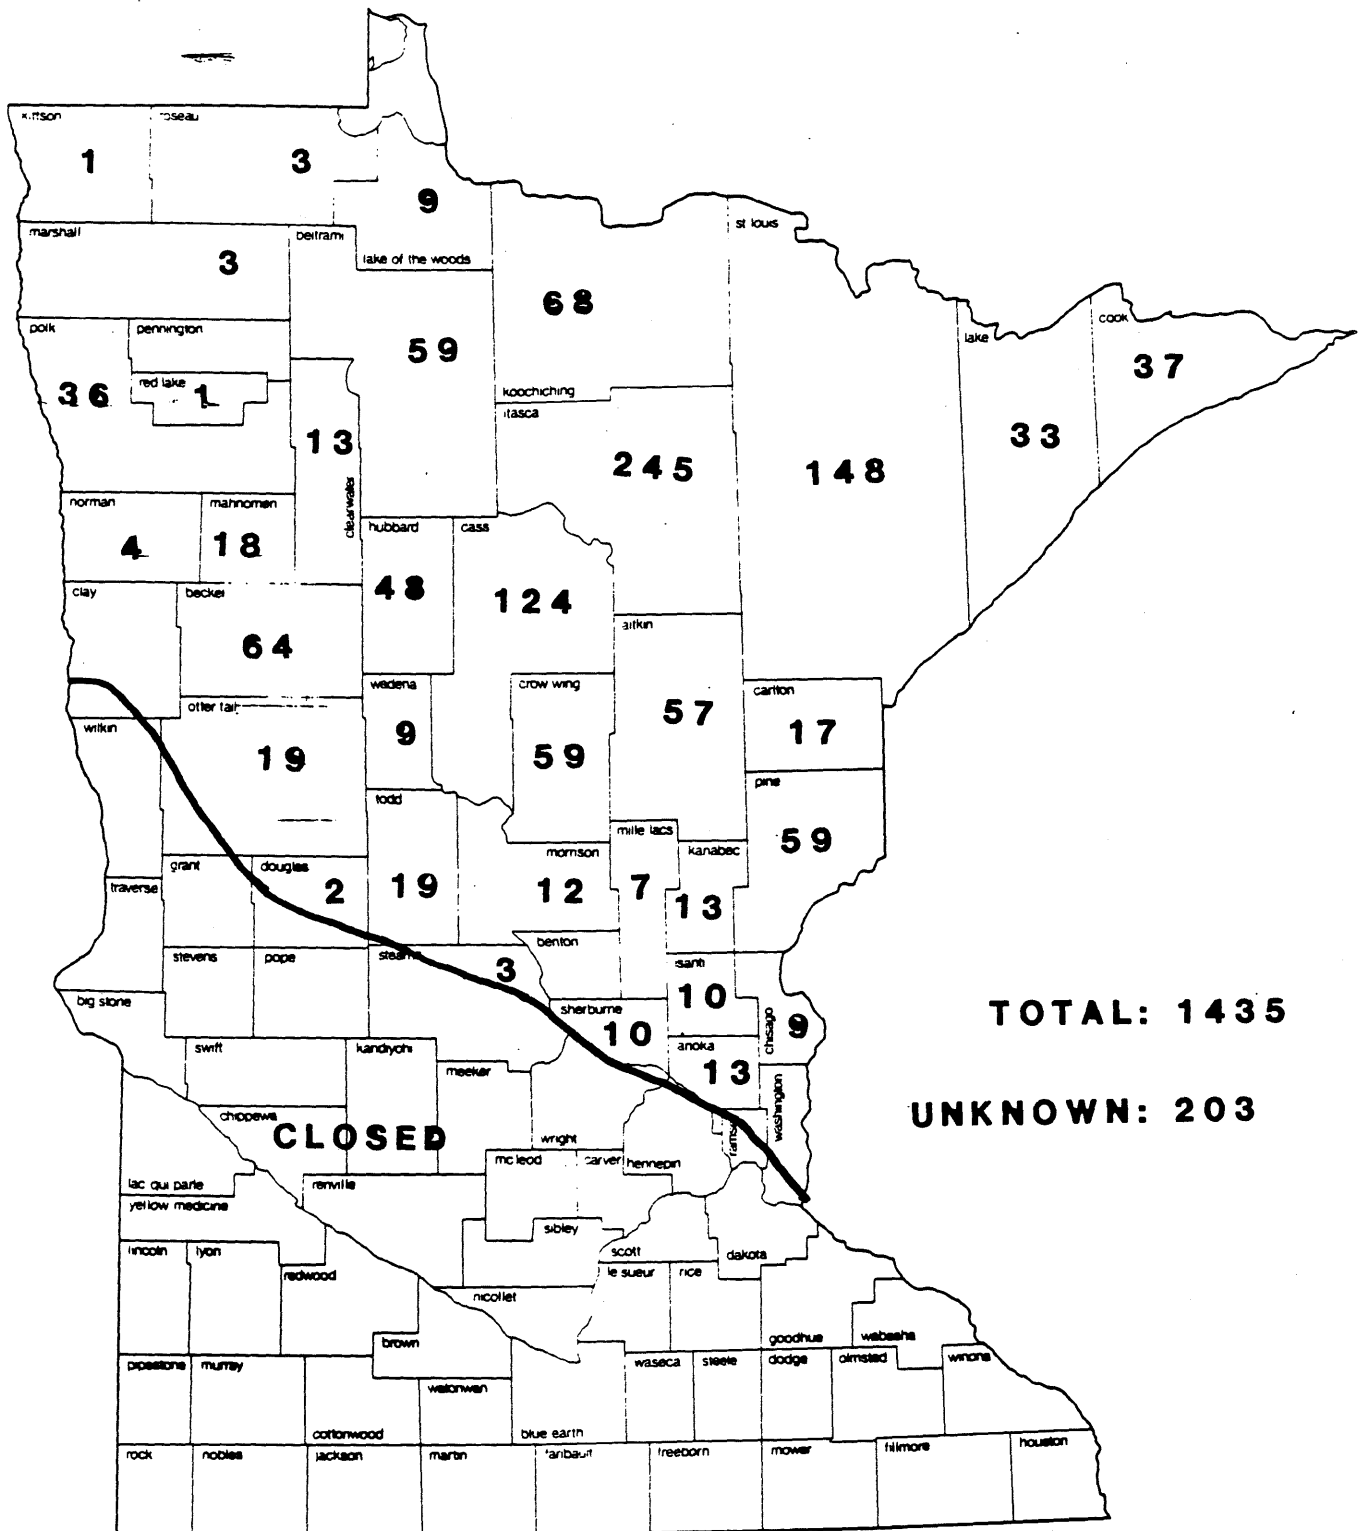 kittson
roseau
1
3
9
marshall
beltrami
lake of the woods
3
st louis
68
polk
pennington
59
lake
cook
37
red lake
1
36
koochiching
itasca
13
33
245
148
clearwater
norman
mahnomen
4
18
hubbard
cass
48
124
clay
becker
64
aitkin
wadena
crow wing
57
carlton
17
otter tail
wilkin
19
9
59
pine
todd
59
mille lacs
kanabec
grant
douglas
2
19
morrison
12
7
13
traverse
benton
stevens
pope
stearns
3
isanti
10
big stone
sherburne
10
chisago
9
TOTAL: 1435
swift
kandiyohi
meeker
anoka
13
washington
chippewa
CLOSED
UNKNOWN: 203
wright
ramsey
lac qui parle
renville
mc leod
carver
hennepin
yellow medicine
sibley
scott
dakota
lincoln
lyon
redwood
le sueur
rice
nicollet
brown
goodhue
wabasha
pipestone
murray
waseca
steele
dodge
olmsted
winona
watonwan
cottonwood
blue earth
rock
nobles
jackson
martin
faribault
freeborn
mower
fillmore
houston